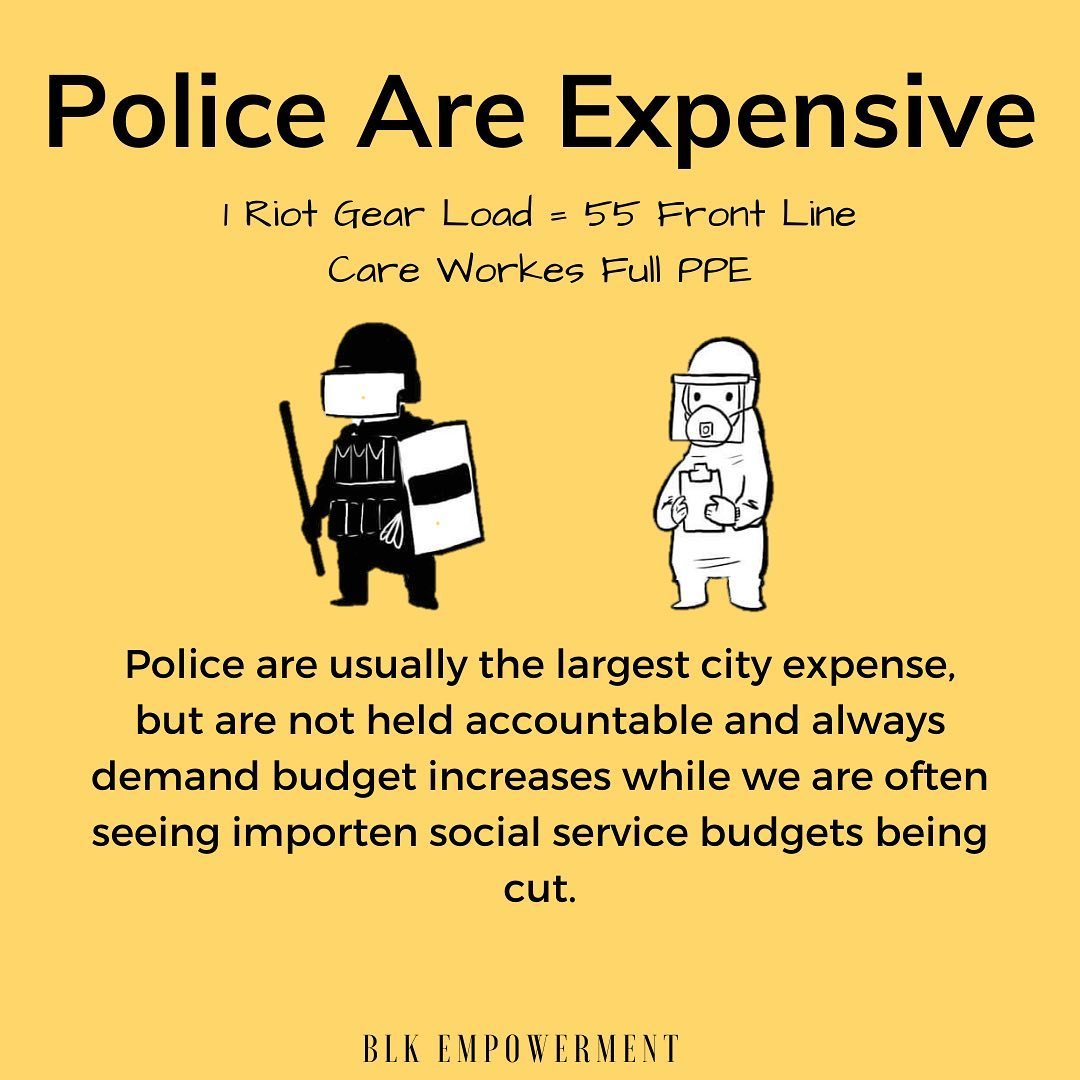 Police Are Expensive
1 Riot Gear Load = 55 Front Line
Care Workes Full PPE
Police are usually the largest city expense,
but are not held accountable and always
demand budget increases while we are often
seeing importen social service budgets being
cut.
BLK EMPOWERMENT